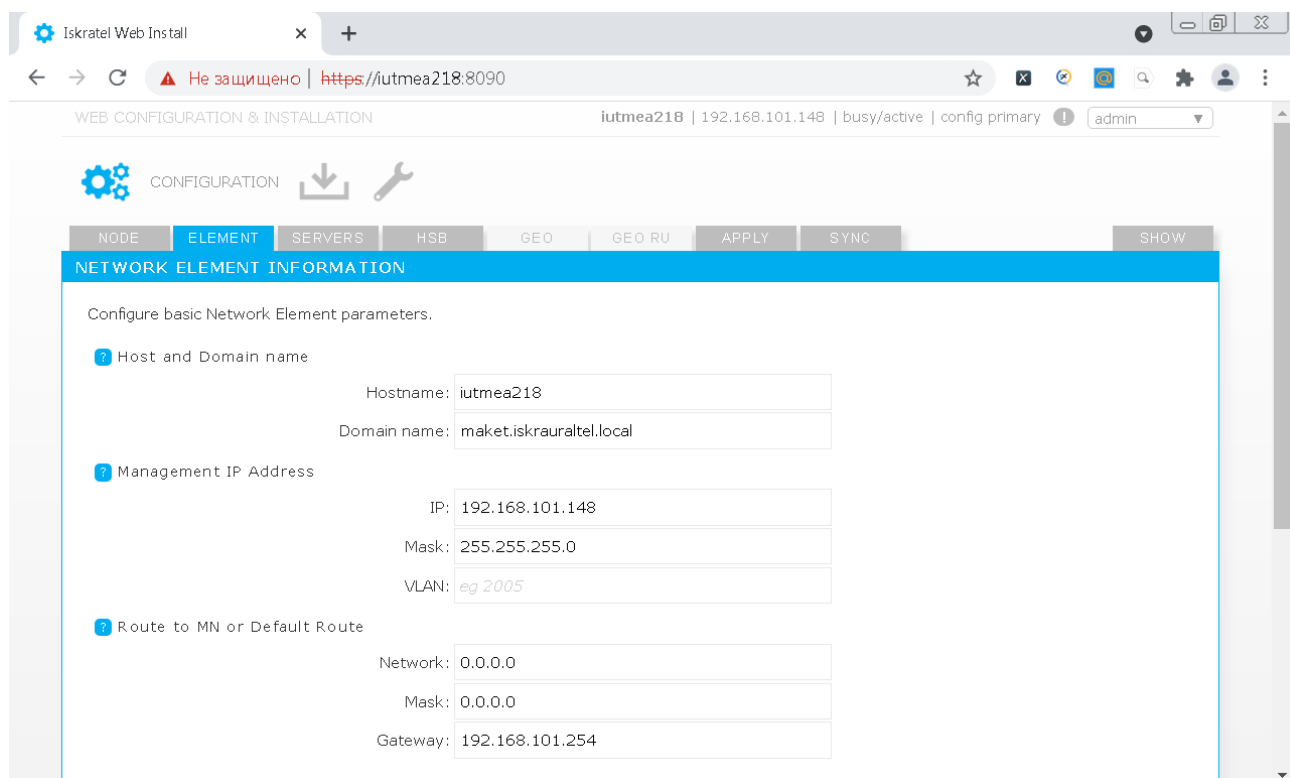 Iskratel Web Install
Не защищено | https://iutmea218:8090
WEB CONFIGURATION & INSTALLATION
iutmea218 | 192.168.101.148 | busy/active | config primary
admin
CONFIGURATION
NODE ELEMENT SERVERS HSB GEO GEO RU APPLY SYNC SHOW
NETWORK ELEMENT INFORMATION
Configure basic Network Element parameters.
? Host and Domain name
Hostname: iutmea218
Domain name: maket.iskrauraltel.local
? Management IP Address
IP: 192.168.101.148
Mask: 255.255.255.0
VLAN: eg 2005
? Route to MN or Default Route
Network: 0.0.0.0
Mask: 0.0.0.0
Gateway: 192.168.101.254